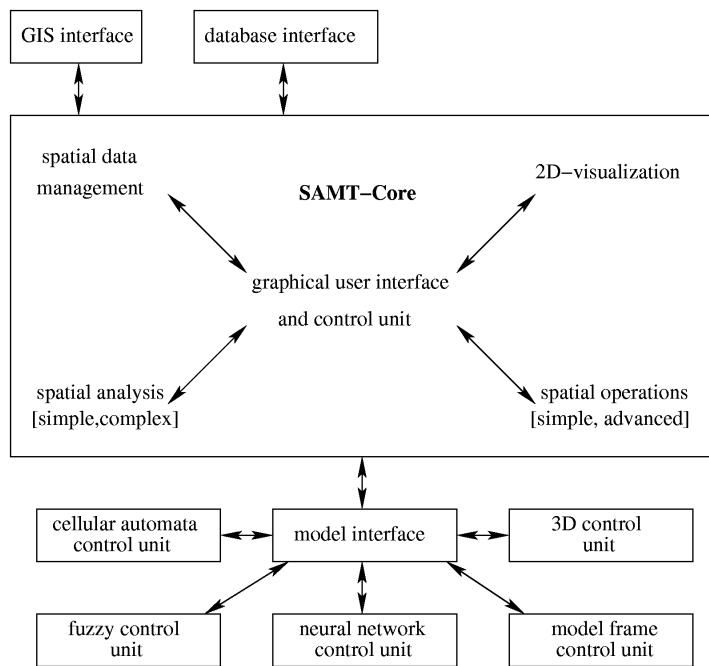 GIS interface
database interface
spatial data
management
SAMT−Core
2D−visualization
graphical user interface
and control unit
spatial analysis
[simple,complex]
spatial operations
[simple, advanced]
cellular automata
control unit
model interface
3D control
unit
fuzzy control
unit
neural network
control unit
model frame
control unit